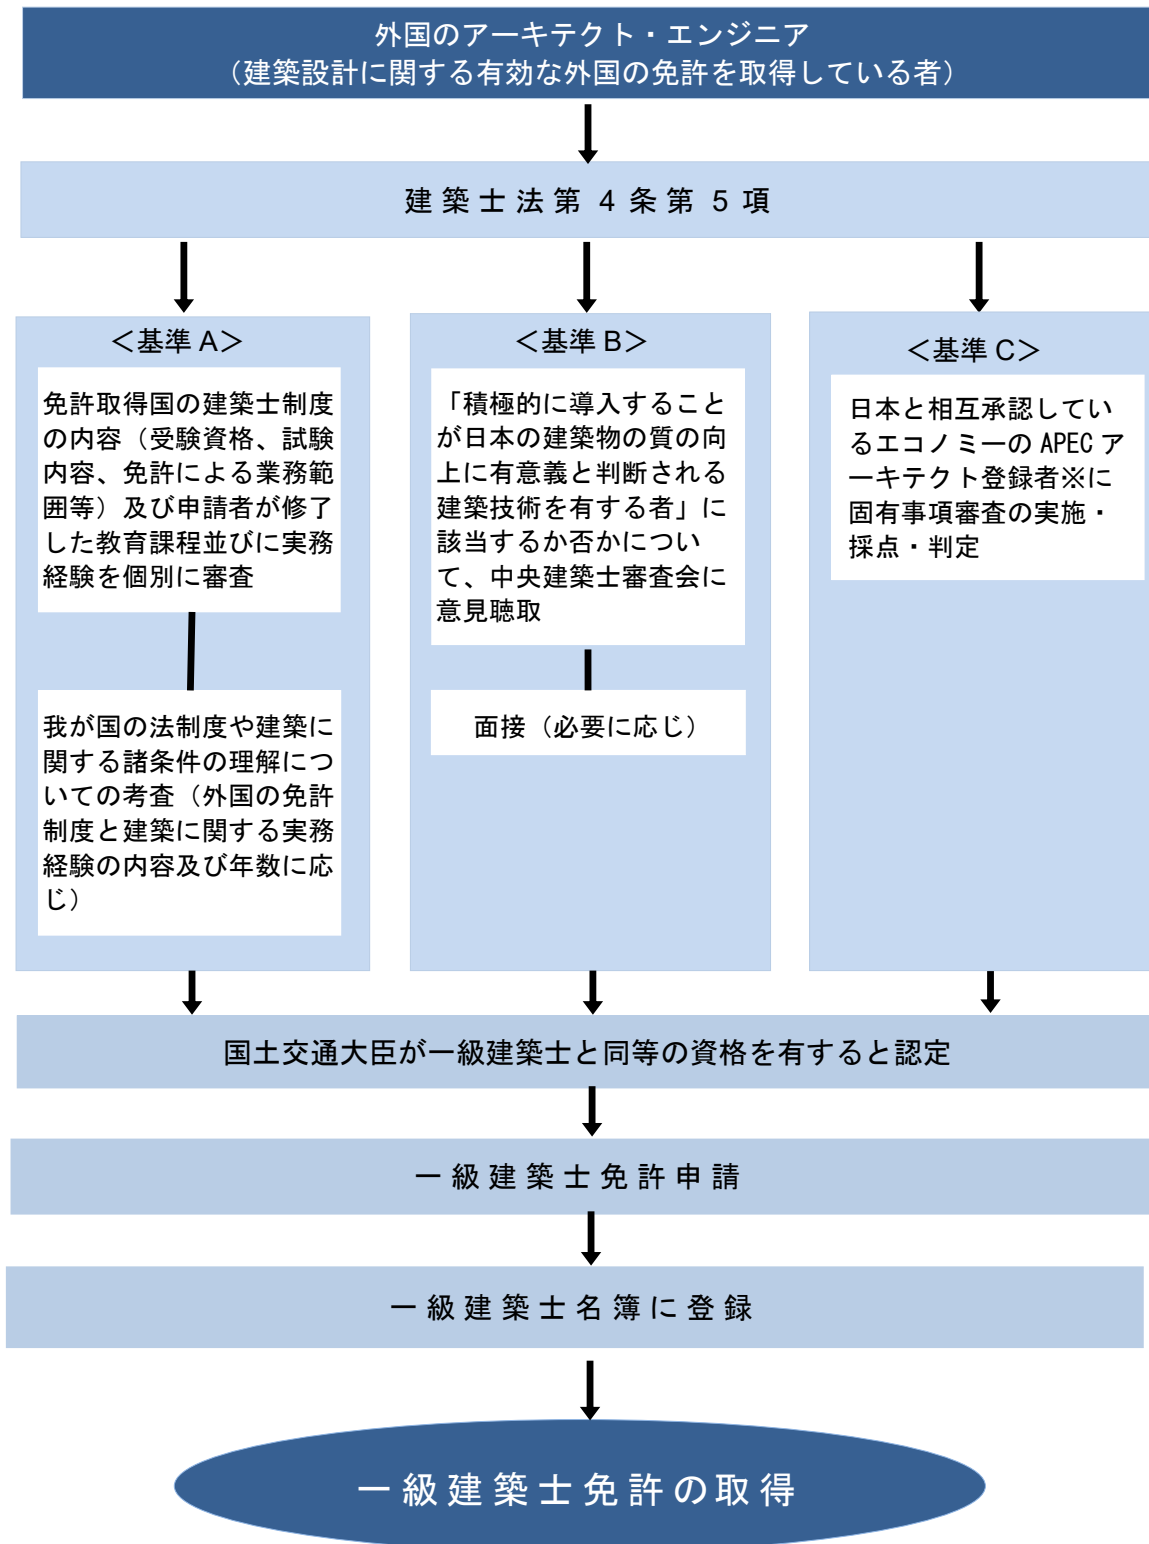 外国のアーキテクト・エンジニア
（建築設計に関する有効な外国の免許を取得している者）
建築士法第 4 条第 5 項
＜基準 A＞
免許取得国の建築士制度
の内容（受験資格、試験
内容、免許による業務範
囲等）及び申請者が修了
した教育課程並びに実務
経験を個別に審査
我が国の法制度や建築に
関する諸条件の理解につ
いての考査（外国の免許
制度と建築に関する実務
経験の内容及び年数に応
じ）
＜基準 B＞
「積極的に導入すること
が日本の建築物の質の向
上に有意義と判断される
建築技術を有する者」に
該当するか否かについ
て、中央建築士審査会に
意見聴取
面接（必要に応じ）
＜基準 C＞
日本と相互承認してい
るエコノミーの APEC ア
ーキテクト登録者※に
固有事項審査の実施・
採点・判定
国土交通大臣が一級建築士と同等の資格を有すると認定
一級建築士免許申請
一級建築士名簿に登録
一級建築士免許の取得